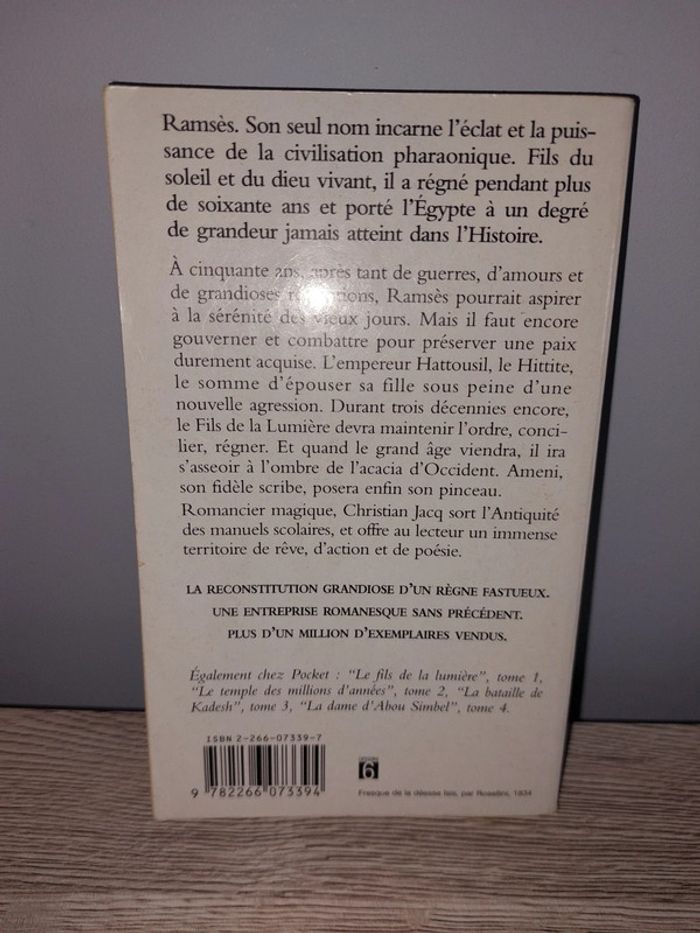 Ramsès. Son seul nom incarne l'éclat et la puis-
sance de la civilisation pharaonique. Fils du
soleil et du dieu vivant, il a régné pendant plus
de soixante ans et porté l'Égypte à un degré
de grandeur jamais atteint dans l'Histoire.
À cinquante ans, après tant de guerres, d'amours et
de grandioses, Ramsès pourrait aspirer
à la sérénité des vieux jours. Mais il faut encore
gouverner et combattre pour préserver une paix
durement acquise. L'empereur Hattousil, le Hittite,
le somme d'épouser sa fille sous peine d'une
nouvelle agression. Durant trois décennies encore,
le Fils de la Lumière devra maintenir l'ordre, conci-
lier, régner. Et quand le grand âge viendra, il ira
s'asseoir à l'ombre de l'acacia d'Occident. Ameni,
son fidèle scribe, posera enfin son pinceau.
Romancier magique, Christian Jacq sort l'Antiquité
des manuels scolaires, et offre au lecteur un immense
territoire de rêve, d'action et de poésie.
LA RECONSTITUTION GRANDIOSE D'UN RÈGNE FASTUEUX.
UNE ENTREPRISE ROMANESQUE SANS PRÉCÉDENT.
PLUS D'UN MILLION D'EXEMPLAIRES VENDUS.
Également chez Pocket : "Le fils de la lumière", tome 1,
"Le temple des millions d'années", tome 2, "La bataille de
Kadesh", tome 3, "La dame d'Abou Simbel", tome 4.
ISBN 2-266-07339-7
6
9 782266 073394
Fresque de la déesse Isis, par Rosellini, 1834